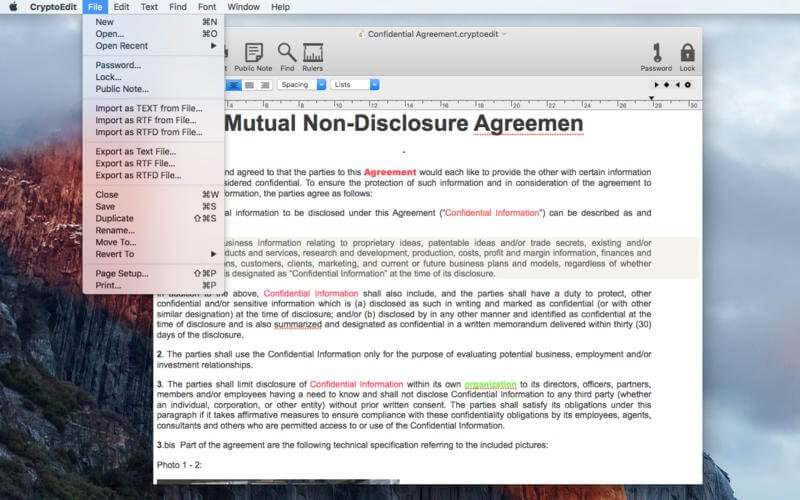 CryptoEdit File Edit Text Find Font Window Help
New ⌘N
Open... ⌘O
Open Recent
Password...
Lock...
Public Note...
Import as TEXT from File...
Import as RTF from File...
Import as RTFD from File...
Export as Text File...
Export as RTF File...
Export as RTFD File...
Close ⌘W
Save ⌘S
Duplicate ⇧⌘S
Rename...
Move To...
Revert To
Page Setup... ⇧⌘P
Print... ⌘P
Confidential Agreement.cryptoedit
Public Note Find Rulers Password Lock
Spacing Lists
4 6 8 10 12 14 16 18 20 22 24 26 28 30
Mutual Non-Disclosure Agreemen
-
and agreed to that the parties to this Agreement would each like to provide the other with certain information
sidered confidential. To ensure the protection of such information and in consideration of the agreement to
formation, the parties agree as follows:
al information to be disclosed under this Agreement ("Confidential Information") can be described as and
usiness information relating to proprietary ideas, patentable ideas and/or trade secrets, existing and/or
ducts and services, research and development, production, costs, profit and margin information, finances and
ns, customers, clients, marketing, and current or future business plans and models, regardless of whether
is designated as "Confidential Information" at the time of its disclosure.
In addition to the above, Confidential Information shall also include, and the parties shall have a duty to protect, other
confidential and/or sensitive information which is (a) disclosed as such in writing and marked as confidential (or with other
similar designation) at the time of disclosure; and/or (b) disclosed by in any other manner and identified as confidential at the
time of disclosure and is also summarized and designated as confidential in a written memorandum delivered within thirty (30)
days of the disclosure.
2. The parties shall use the Confidential Information only for the purpose of evaluating potential business, employment and/or
investment relationships.
3. The parties shall limit disclosure of Confidential Information within its own organization to its directors, officers, partners,
members and/or employees having a need to know and shall not disclose Confidential Information to any third party (whether
an individual, corporation, or other entity) without prior written consent. The parties shall satisfy its obligations under this
paragraph if it takes affirmative measures to ensure compliance with these confidentiality obligations by its employees, agents,
consultants and others who are permitted access to or use of the Confidential Information.
3.bis Part of the agreement are the following technical specification referring to the included pictures:
Photo 1 - 2: